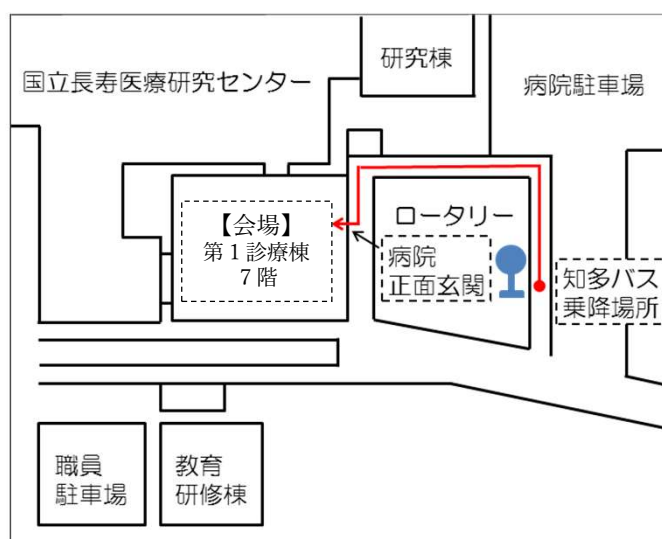 研究棟
国立長寿医療研究センター
病院駐車場
【会場】
第１診療棟
７階
ロータリー
病院
正面玄関
知多バス
乗降場所
職員
駐車場
教育
研修棟